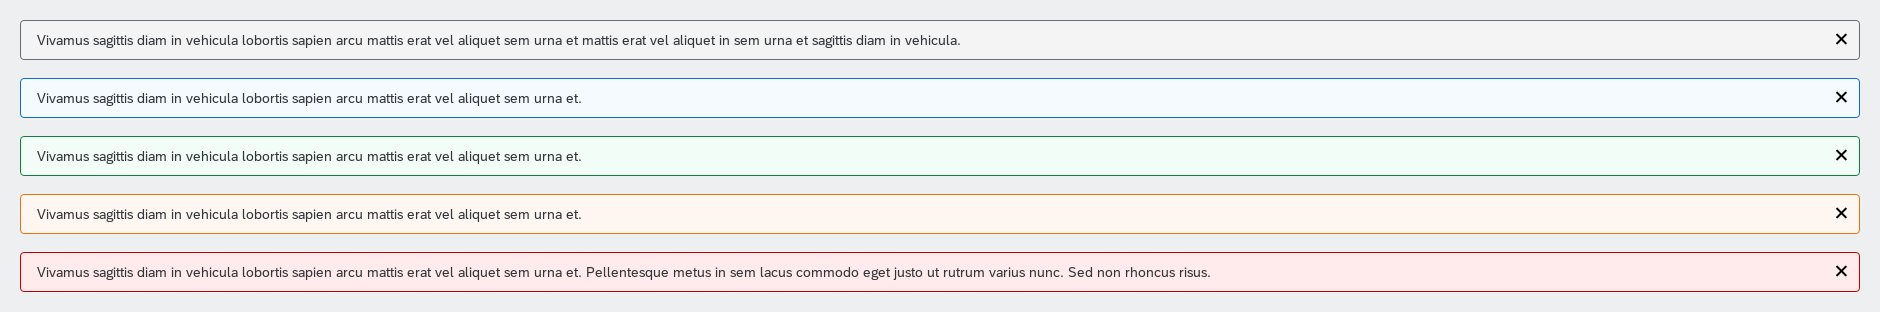 Vivamus sagittis diam in vehicula lobortis sapien arcu mattis erat vel aliquet sem urna et mattis erat vel aliquet in sem urna et sagittis diam in vehicula.
Vivamus sagittis diam in vehicula lobortis sapien arcu mattis erat vel aliquet sem urna et.
Vivamus sagittis diam in vehicula lobortis sapien arcu mattis erat vel aliquet sem urna et.
Vivamus sagittis diam in vehicula lobortis sapien arcu mattis erat vel aliquet sem urna et.
Vivamus sagittis diam in vehicula lobortis sapien arcu mattis erat vel aliquet sem urna et. Pellentesque metus in sem lacus commodo eget justo ut rutrum varius nunc. Sed non rhoncus risus.